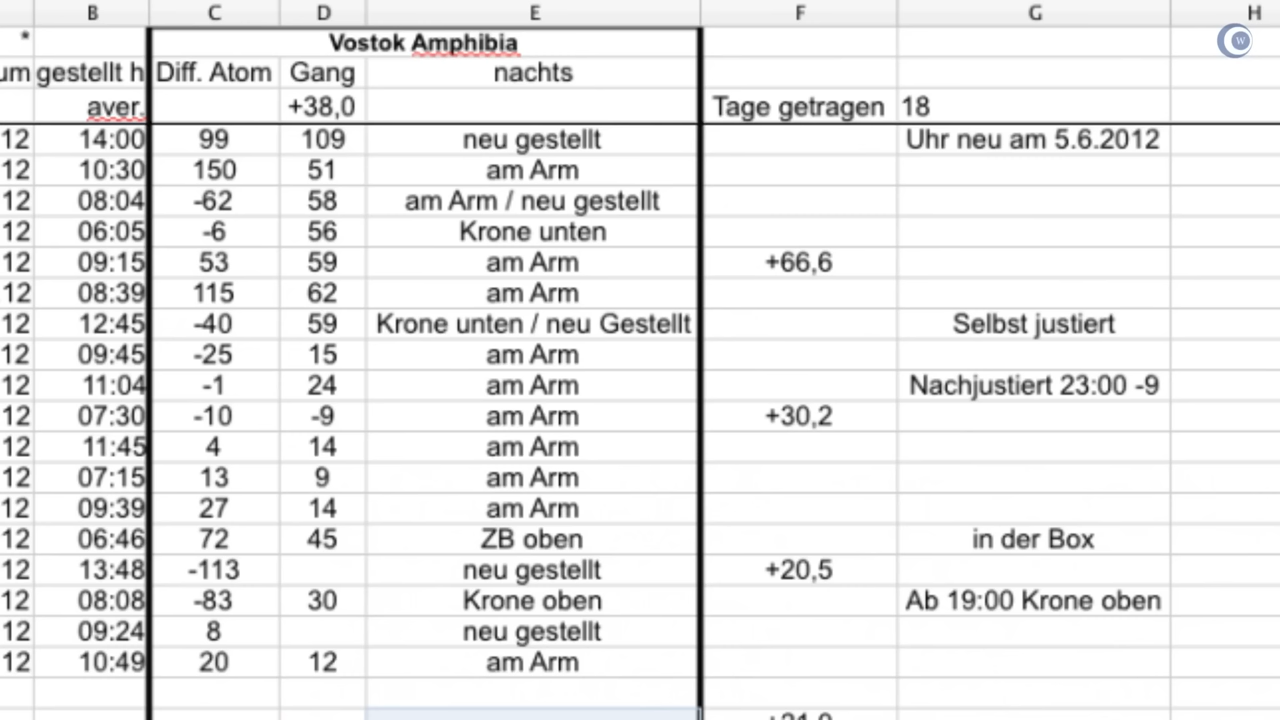 B C D E F G H
* Vostok Amphibia
um gestellt h Diff. Atom Gang nachts
aver. +38,0 Tage getragen 18
12 14:00 99 109 neu gestellt Uhr neu am 5.6.2012
12 10:30 150 51 am Arm
12 08:04 -62 58 am Arm / neu gestellt
12 06:05 -6 56 Krone unten
12 09:15 53 59 am Arm +66,6
12 08:39 115 62 am Arm
12 12:45 -40 59 Krone unten / neu Gestellt Selbst justiert
12 09:45 -25 15 am Arm
12 11:04 -1 24 am Arm Nachjustiert 23:00 -9
12 07:30 -10 -9 am Arm +30,2
12 11:45 4 14 am Arm
12 07:15 13 9 am Arm
12 09:39 27 14 am Arm
12 06:46 72 45 ZB oben in der Box
12 13:48 -113 neu gestellt +20,5
12 08:08 -83 30 Krone oben Ab 19:00 Krone oben
12 09:24 8 neu gestellt
12 10:49 20 12 am Arm